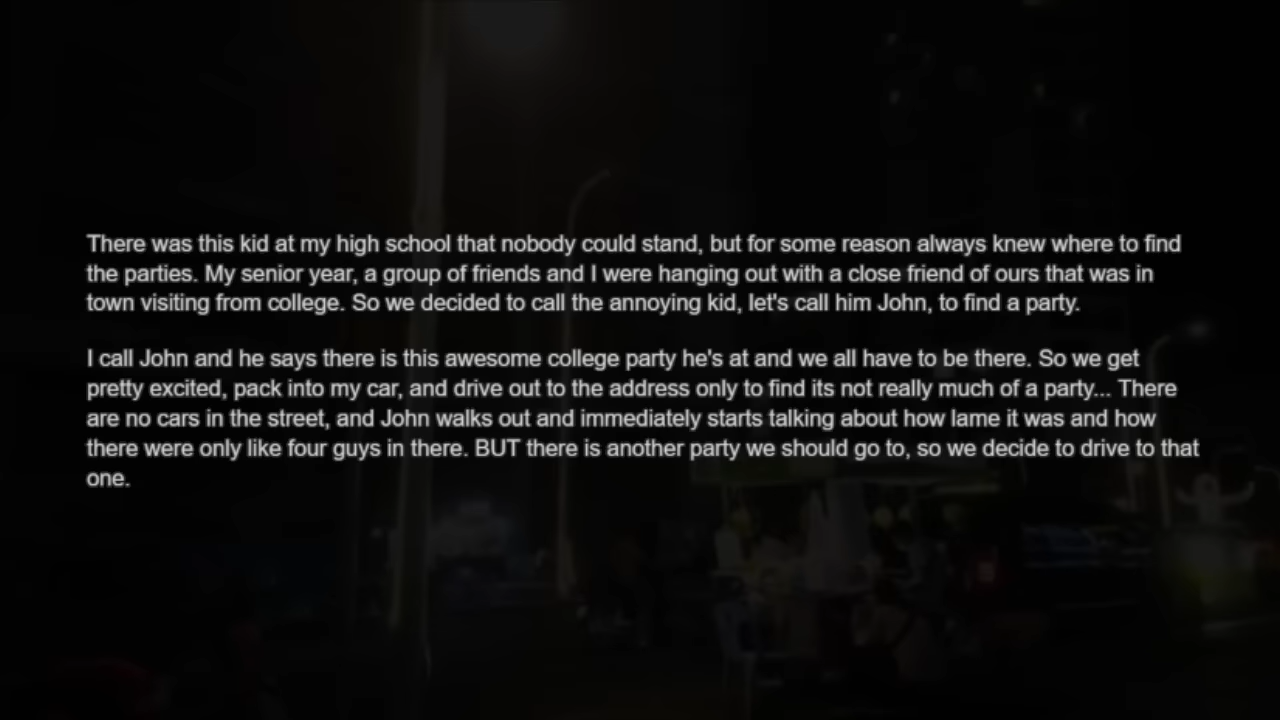 There was this kid at my high school that nobody could stand, but for some reason always knew where to find
the parties. My senior year, a group of friends and I were hanging out with a close friend of ours that was in
town visiting from college. So we decided to call the annoying kid, let's call him John, to find a party.
I call John and he says there is this awesome college party he's at and we all have to be there. So we get
pretty excited, pack into my car, and drive out to the address only to find its not really much of a party... There
are no cars in the street, and John walks out and immediately starts talking about how lame it was and how
there were only like four guys in there. BUT there is another party we should go to, so we decide to drive to that
one.